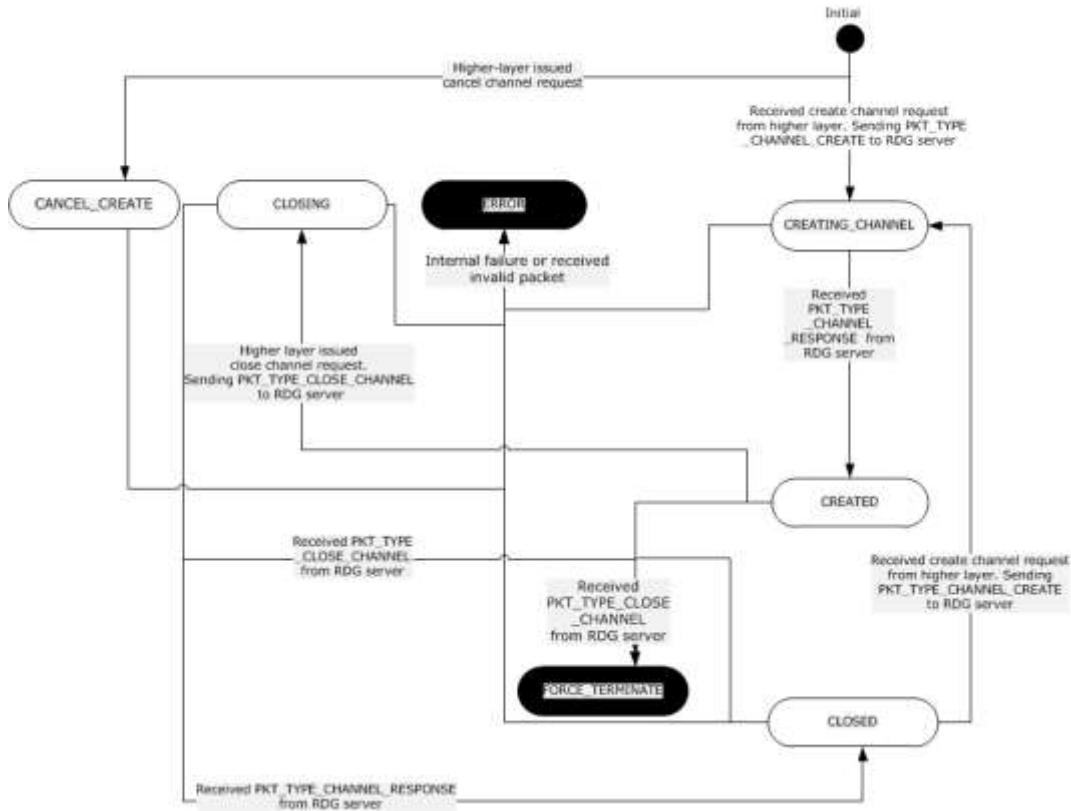 Initial
Higher-layer issued
cancel channel request
Received create channel request
from higher layer. Sending PKT_TYPE
_CHANNEL_CREATE to RDG server
CANCEL_CREATE
CLOSING
ERROR
CREATING_CHANNEL
Internal failure or received
invalid packet
Received
PKT_TYPE
_CHANNEL
_RESPONSE from
RDG server
Higher layer issued
close channel request.
Sending PKT_TYPE_CLOSE_CHANNEL
to RDG server
CREATED
Received PKT_TYPE
_CLOSE_CHANNEL
from RDG server
Received create channel request
from higher layer. Sending
PKT_TYPE_CHANNEL_CREATE
to RDG server
Received
PKT_TYPE_CLOSE
_CHANNEL
from RDG server
FORCE_TERMINATE
CLOSED
Received PKT_TYPE_CHANNEL_RESPONSE
from RDG server